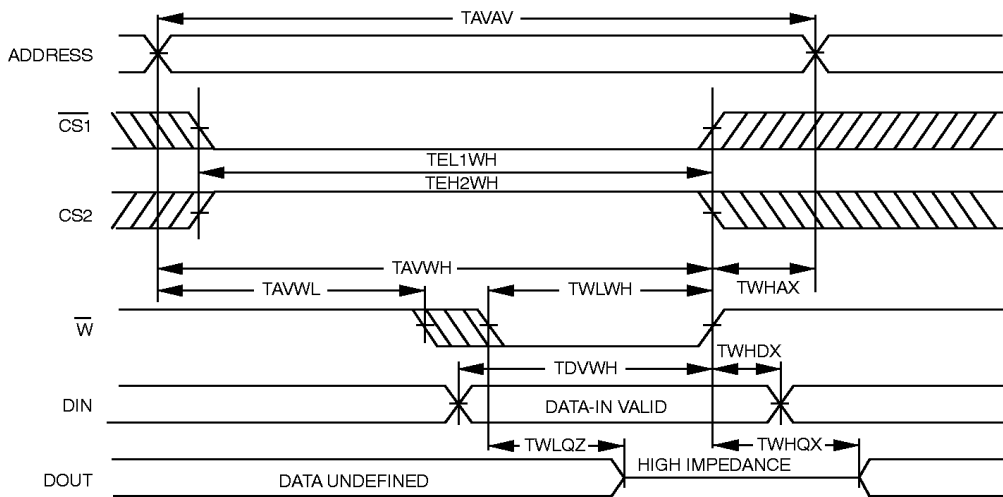 TAVAV
ADDRESS
CS1
TEL1WH
TEH2WH
CS2
TAVWH
TAVWL
TWLWH
TWHAX
W
TWHDX
TDVWH
DIN
DATA-IN VALID
TWLQZ
TWHQX
HIGH IMPEDANCE
DOUT
DATA UNDEFINED